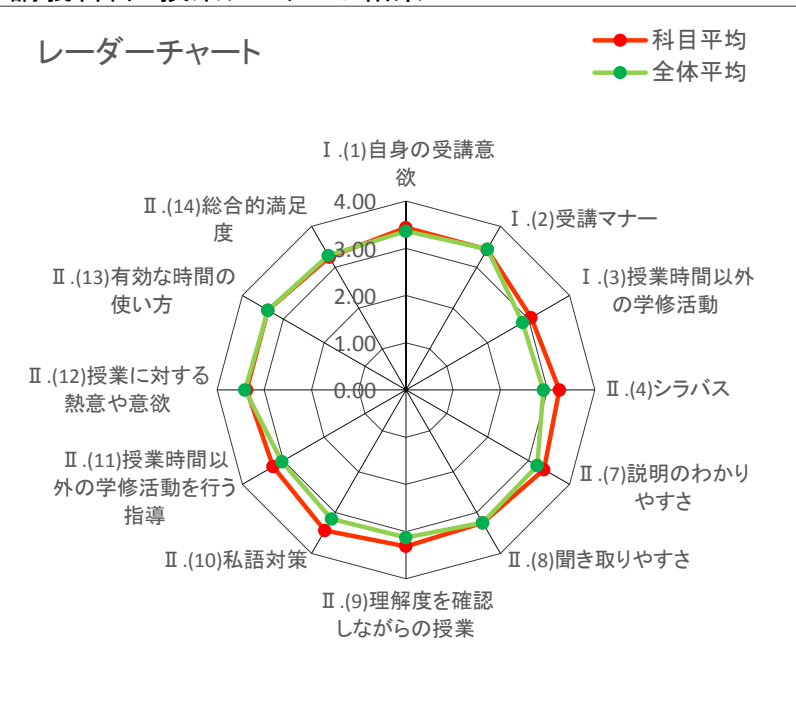 レーダーチャート
科目平均
全体平均
Ⅰ.(1)自身の受講意
欲
Ⅰ.(2)受講マナー
Ⅰ.(3)授業時間以外
の学修活動
Ⅱ.(4)シラバス
Ⅱ.(7)説明のわかり
やすさ
Ⅱ.(8)聞き取りやすさ
Ⅱ.(9)理解度を確認
しながらの授業
Ⅱ.(10)私語対策
Ⅱ.(11)授業時間以
外の学修活動を行う
指導
Ⅱ.(12)授業に対する
熱意や意欲
Ⅱ.(13)有効な時間の
使い方
Ⅱ.(14)総合的満足
度
4.00
3.00
2.00
1.00
0.00